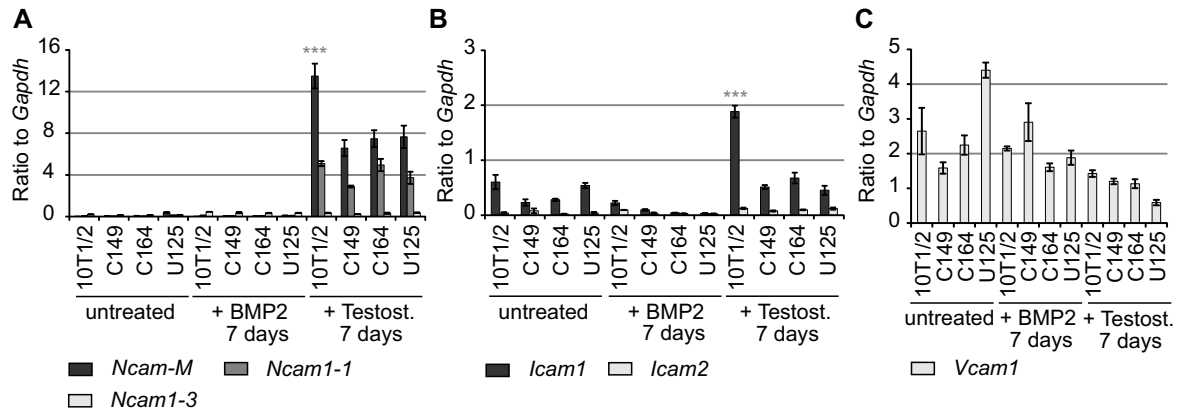 A
Ratio to Gapdh
16
12
8
4
0
***
10T1/2
C149
C164
U125
10T1/2
C149
C164
U125
10T1/2
C149
C164
U125
untreated
+ BMP2
7 days
+ Testost.
7 days
Ncam-M
Ncam1-1
Ncam1-3
B
Ratio to Gapdh
3
2
1
0
***
10T1/2
C149
C164
U125
10T1/2
C149
C164
U125
10T1/2
C149
C164
U125
untreated
+ BMP2
7 days
+ Testost.
7 days
Icam1
Icam2
C
Ratio to Gapdh
5
4
3
2
1
0
10T1/2
C149
C164
U125
10T1/2
C149
C164
U125
10T1/2
C149
C164
U125
untreated
+ BMP2
7 days
+ Testost.
7 days
Vcam1